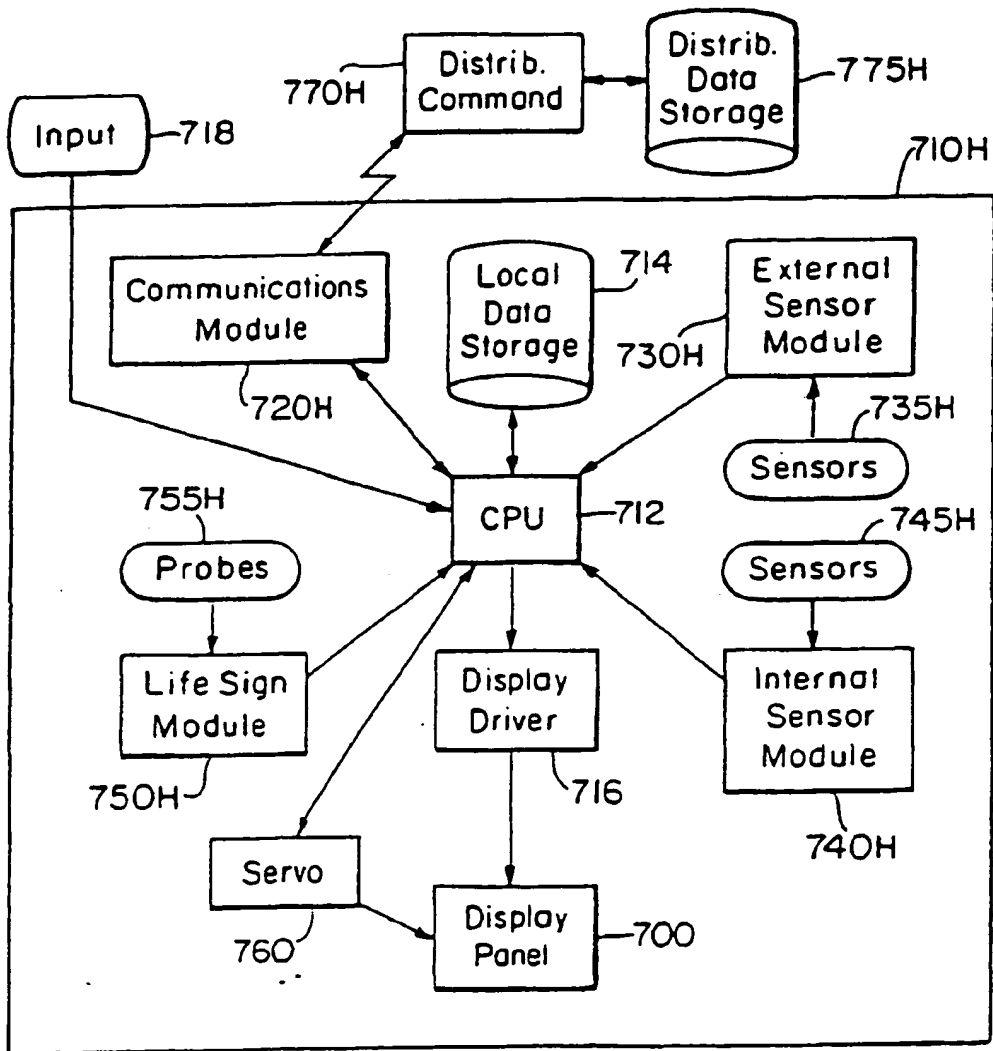 770H
Distrib.
Command
Distrib.
Data
Storage
775H
Input
718
710H
Communications
Module
720H
Local
Data
Storage
714
External
Sensor
Module
730H
735H
Sensors
CPU
712
755H
Probes
745H
Sensors
Life Sign
Module
750H
Display
Driver
716
Internal
Sensor
Module
740H
Servo
760
Display
Panel
700